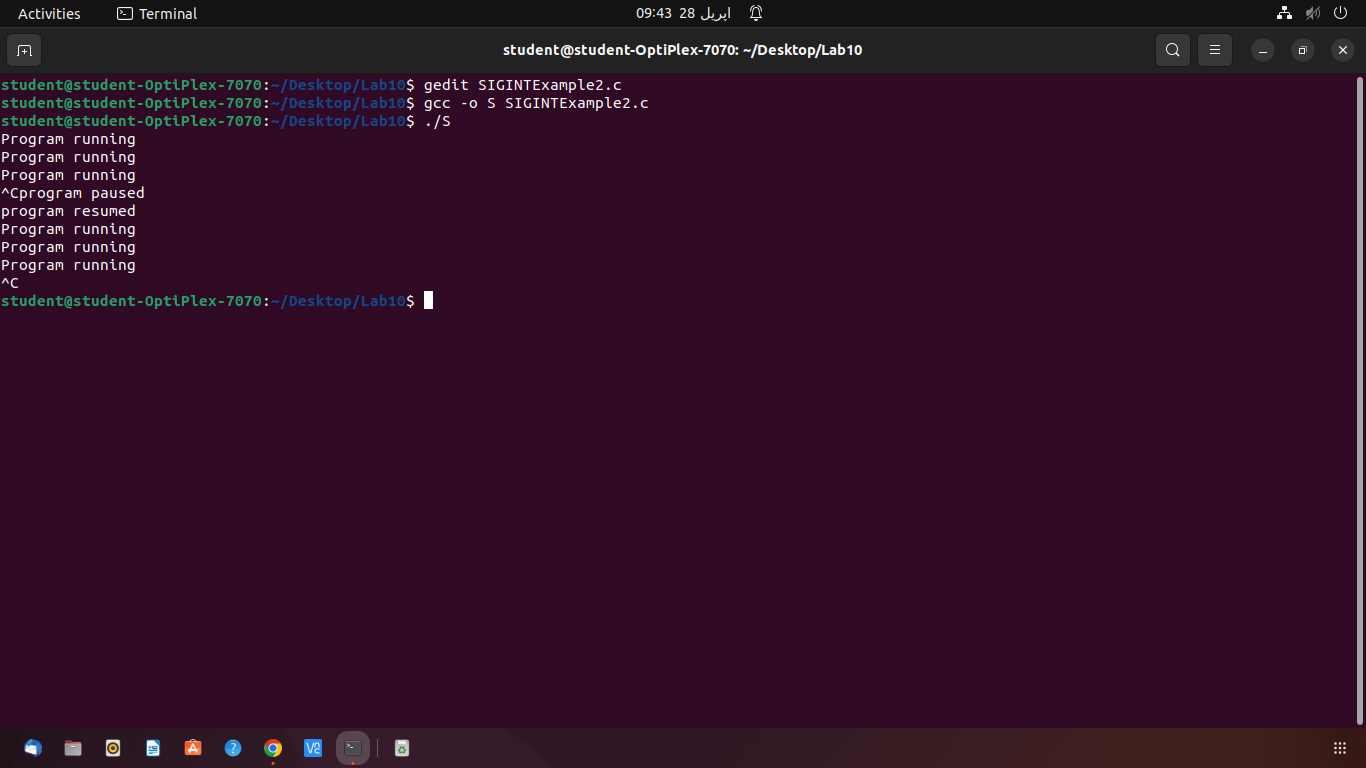 Activities
Terminal
09:43 اپریل 28
student@student-OptiPlex-7070: ~/Desktop/Lab10
student@student-OptiPlex-7070:~/Desktop/Lab10$ gedit SIGINTExample2.c
student@student-OptiPlex-7070:~/Desktop/Lab10$ gcc -o S SIGINTExample2.c
student@student-OptiPlex-7070:~/Desktop/Lab10$ ./S
Program running
Program running
Program running
^Cprogram paused
program resumed
Program running
Program running
Program running
^C
student@student-OptiPlex-7070:~/Desktop/Lab10$